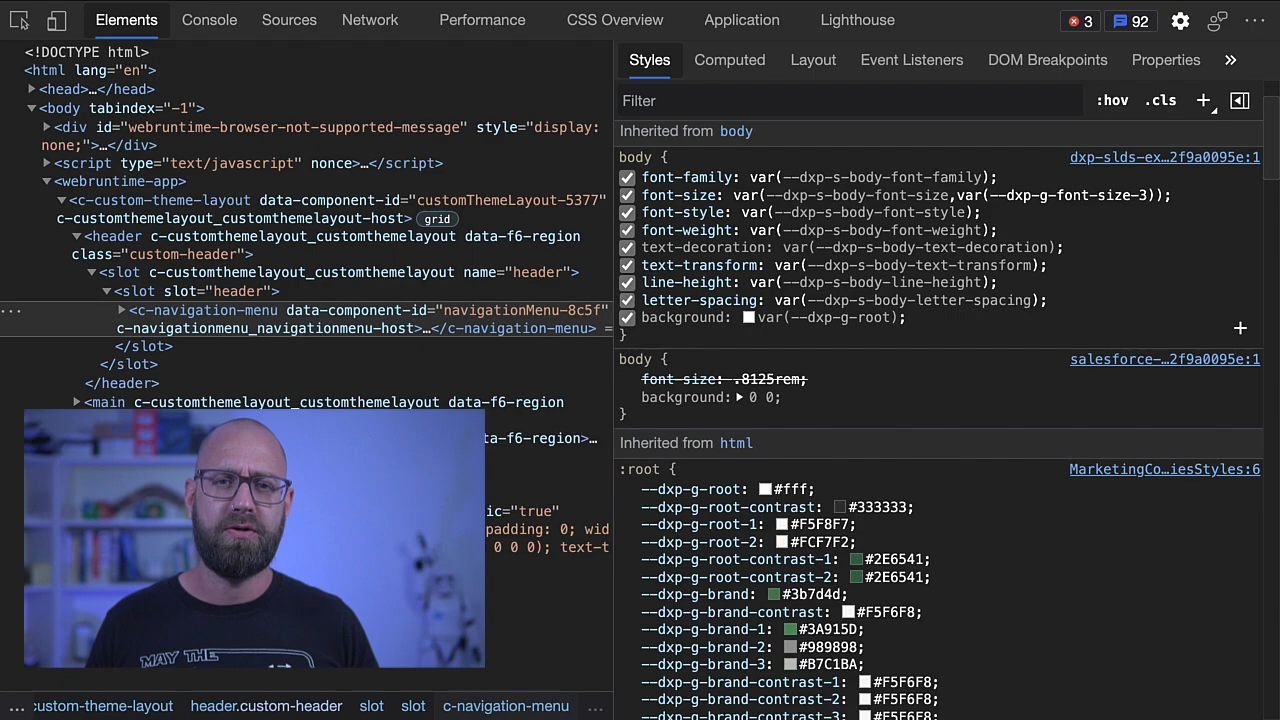 Elements Console Sources Network Performance CSS Overview Application Lighthouse 3 92
<!DOCTYPE html>
<html lang="en">
<head>…</head>
<body tabindex="-1">
<div id="webruntime-browser-not-supported-message" style="display:
none;">…</div>
<script type="text/javascript" nonce>…</script>
<webruntime-app>
<c-custom-theme-layout data-component-id="customThemeLayout-5377"
c-customthemelayout_customthemelayout-host> grid
<header c-customthemelayout_customthemelayout data-f6-region
class="custom-header">
<slot c-customthemelayout_customthemelayout name="header">
<slot slot="header">
… <c-navigation-menu data-component-id="navigationMenu-8c5f"
c-navigationmenu_navigationmenu-host>…</c-navigation-menu> =
</slot>
</slot>
</header>
<main c-customthemelayout_customthemelayout data-f6-region
ta-f6-region>…
ic="true"
padding: 0; wid
0 0 0); text-t
MAY THE
… custom-theme-layout header.custom-header slot slot c-navigation-menu …
Styles Computed Layout Event Listeners DOM Breakpoints Properties
Filter :hov .cls
Inherited from body
body { dxp-slds-ex…2f9a0095e:1
font-family: var(--dxp-s-body-font-family);
font-size: var(--dxp-s-body-font-size,var(--dxp-g-font-size-3));
font-style: var(--dxp-s-body-font-style);
font-weight: var(--dxp-s-body-font-weight);
text-decoration: var(--dxp-s-body-text-decoration);
text-transform: var(--dxp-s-body-text-transform);
line-height: var(--dxp-s-body-line-height);
letter-spacing: var(--dxp-s-body-letter-spacing);
background: var(--dxp-g-root);
}
body { salesforce-…2f9a0095e:1
font-size: .8125rem;
background: 0 0;
}
Inherited from html
:root { MarketingCo…iesStyles:6
--dxp-g-root: #fff;
--dxp-g-root-contrast: #333333;
--dxp-g-root-1: #F5F8F7;
--dxp-g-root-2: #FCF7F2;
--dxp-g-root-contrast-1: #2E6541;
--dxp-g-root-contrast-2: #2E6541;
--dxp-g-brand: #3b7d4d;
--dxp-g-brand-contrast: #F5F6F8;
--dxp-g-brand-1: #3A915D;
--dxp-g-brand-2: #989898;
--dxp-g-brand-3: #B7C1BA;
--dxp-g-brand-contrast-1: #F5F6F8;
--dxp-g-brand-contrast-2: #F5F6F8;
--dxp-g-brand-contrast-3: #F5F6F8;